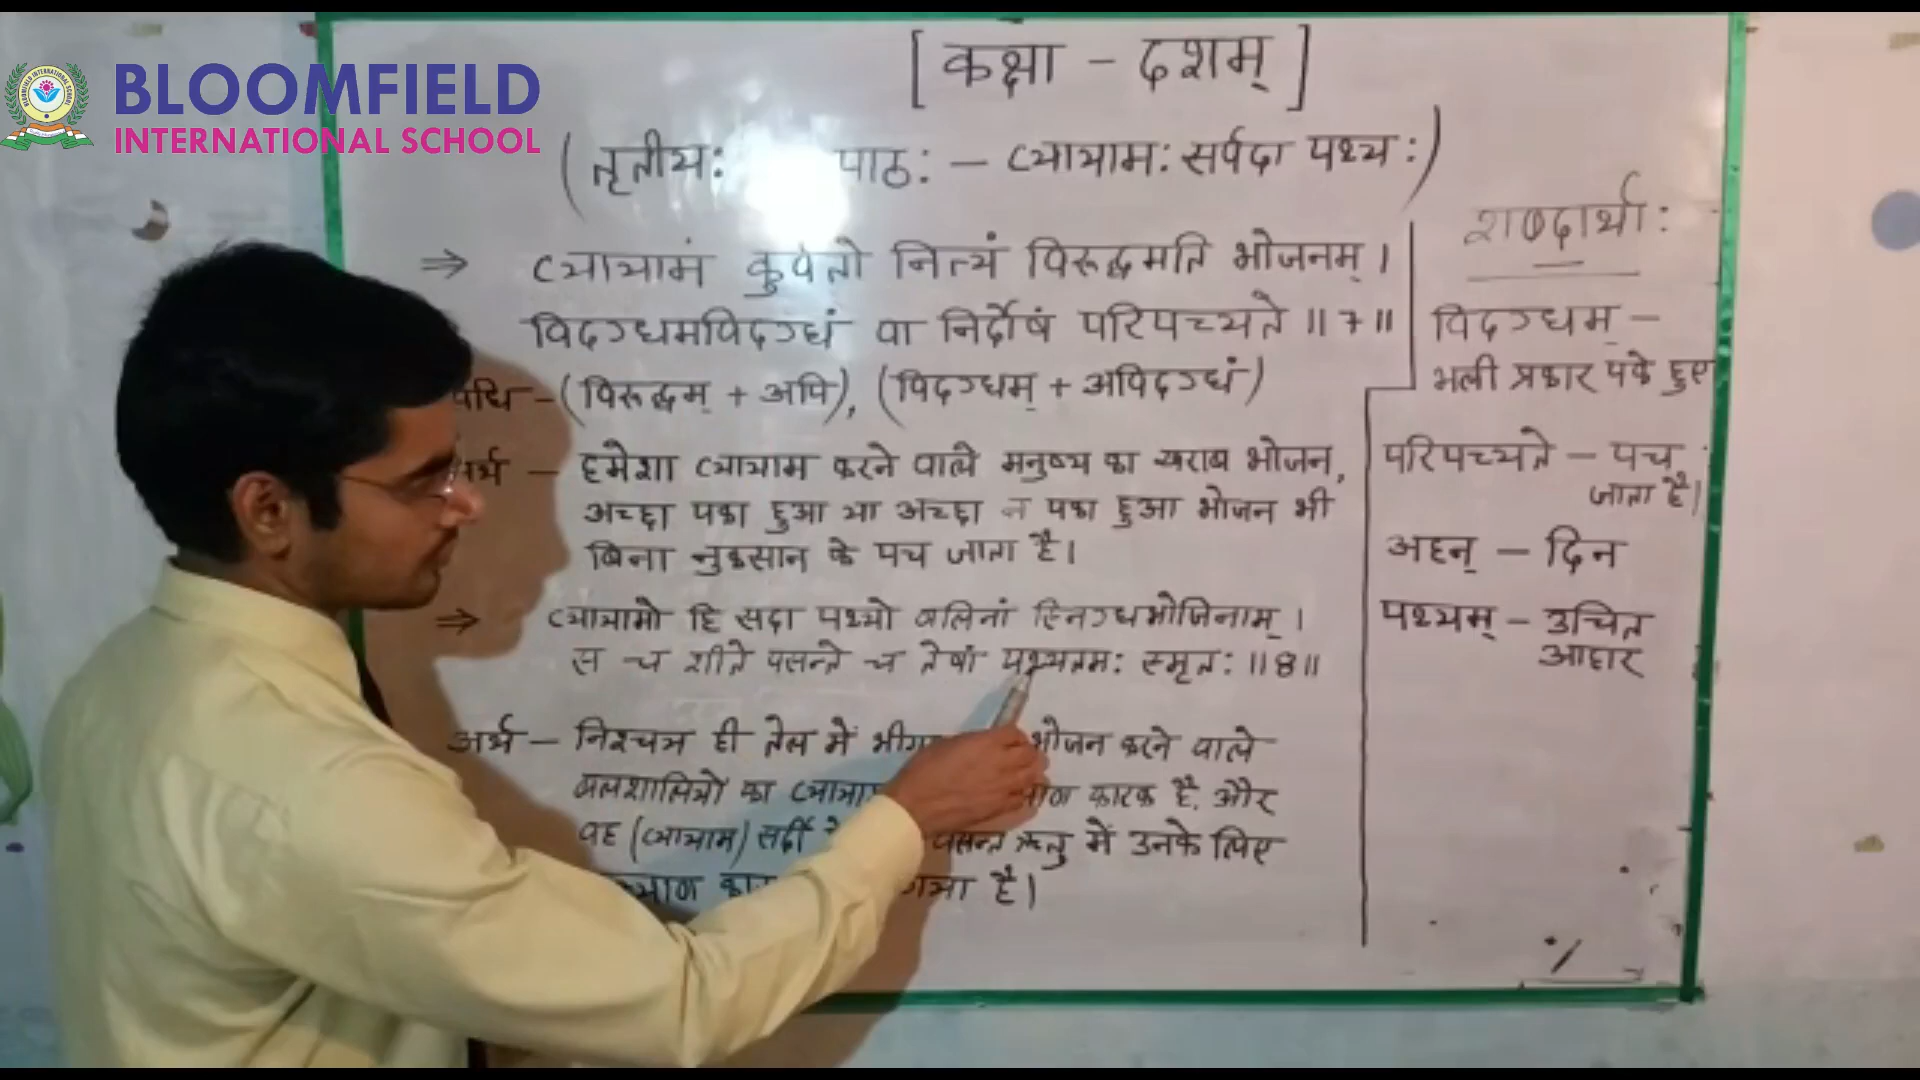 BLOOMFIELD
INTERNATIONAL SCHOOL
[ कक्षा - दशम् ]
( तृतीय: पाठ: - व्यायाम: सर्वदा पथ्य: )
⇒ व्यायामं कुर्वतो नित्यं विरुद्धमति भोजनम् ।
विदग्धमविदग्धं वा निर्दोषं परिपच्यते ॥7॥
- (विरुद्धम् + अपि), (विदग्धम् + अविदग्धं)
- हमेशा व्यायाम करने वाले मनुष्य का खराब भोजन,
अच्छा पका हुआ या अच्छा न पका हुआ भोजन भी
बिना नुकसान के पच जाता है।
⇒ व्यायामो हि सदा पथ्यो बलिनां स्निग्धभोजिनाम् ।
स च शीते वसन्ते च तेषां पथ्यतम: स्मृत: ॥8॥
अर्थ - निश्चय ही तेल में भोजन करने वाले
बलशालियों का कारक है, और
वह (व्यायाम) सर्दी वसन्त ऋतु में उनके लिए
है।
शब्दार्था:
विदग्धम् -
भली प्रकार पके हुए
परिपच्यते - पच
जाता है।
अहन् - दिन
पथ्यम् - उचित
आहार